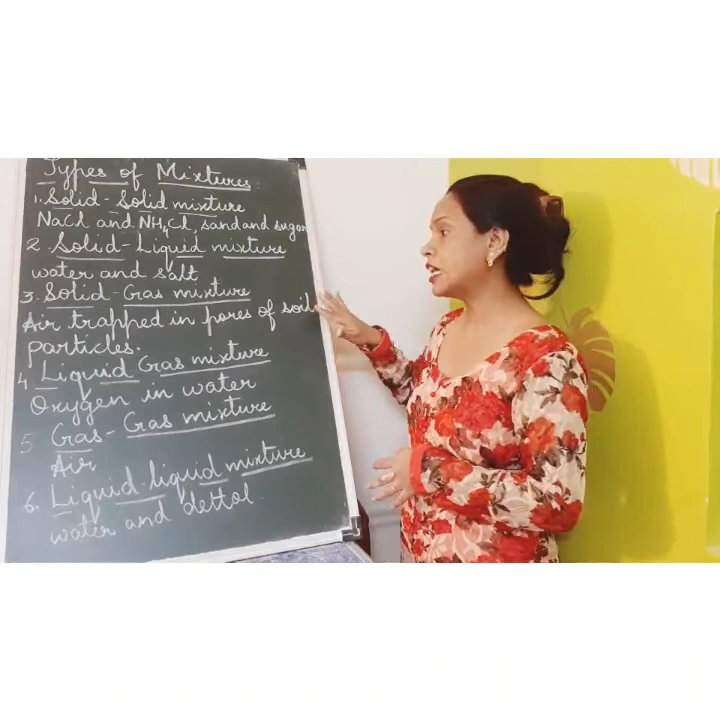 Types of Mixtures
1. Solid - Solid mixture
NaCl and NH4Cl, sand and sugar
2. Solid - Liquid mixture
water and salt
3. Solid - Gas mixture
Air trapped in pores of soil
particles.
4 Liquid Gas mixture
Oxygen in water
5 Gas - Gas mixture
Air
6. Liquid-liquid mixture
water and dettol.